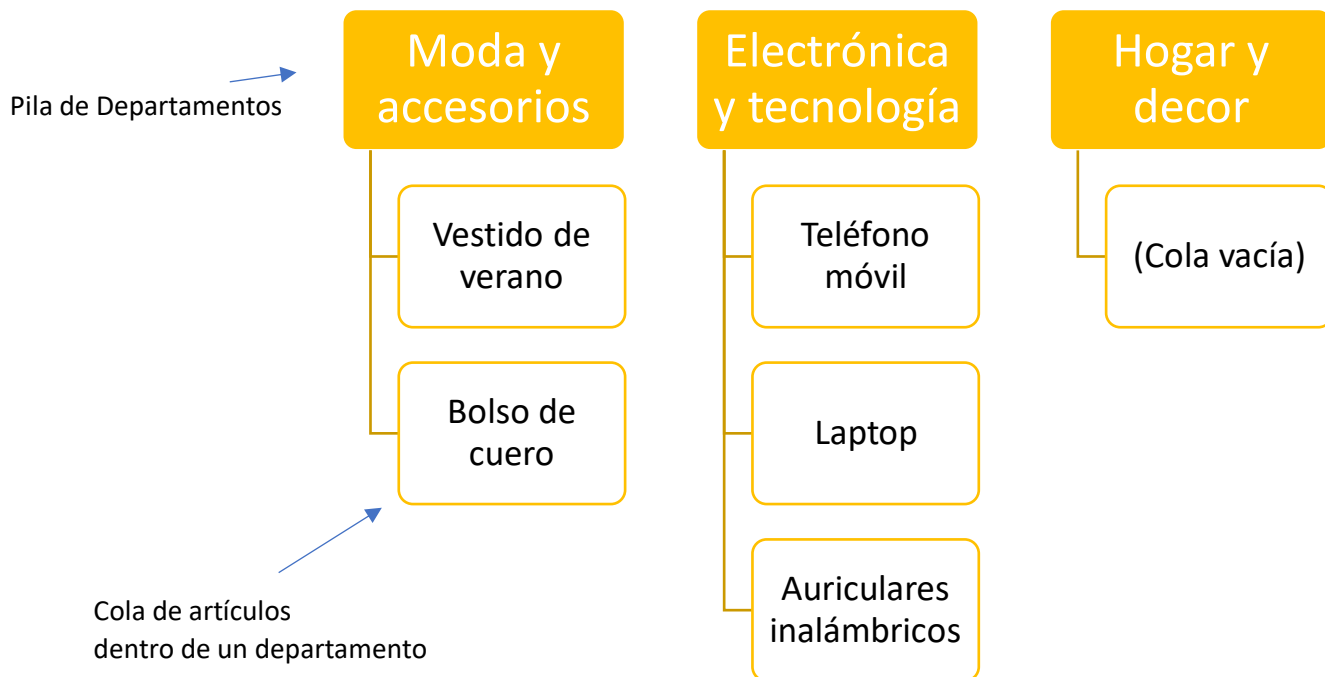 Pila de Departamentos
Moda y
accesorios
Vestido de
verano
Bolso de
cuero
Cola de artículos
dentro de un departamento
Electrónica
y tecnología
Teléfono
móvil
Laptop
Auriculares
inalámbricos
Hogar y
decor
(Cola vacía)